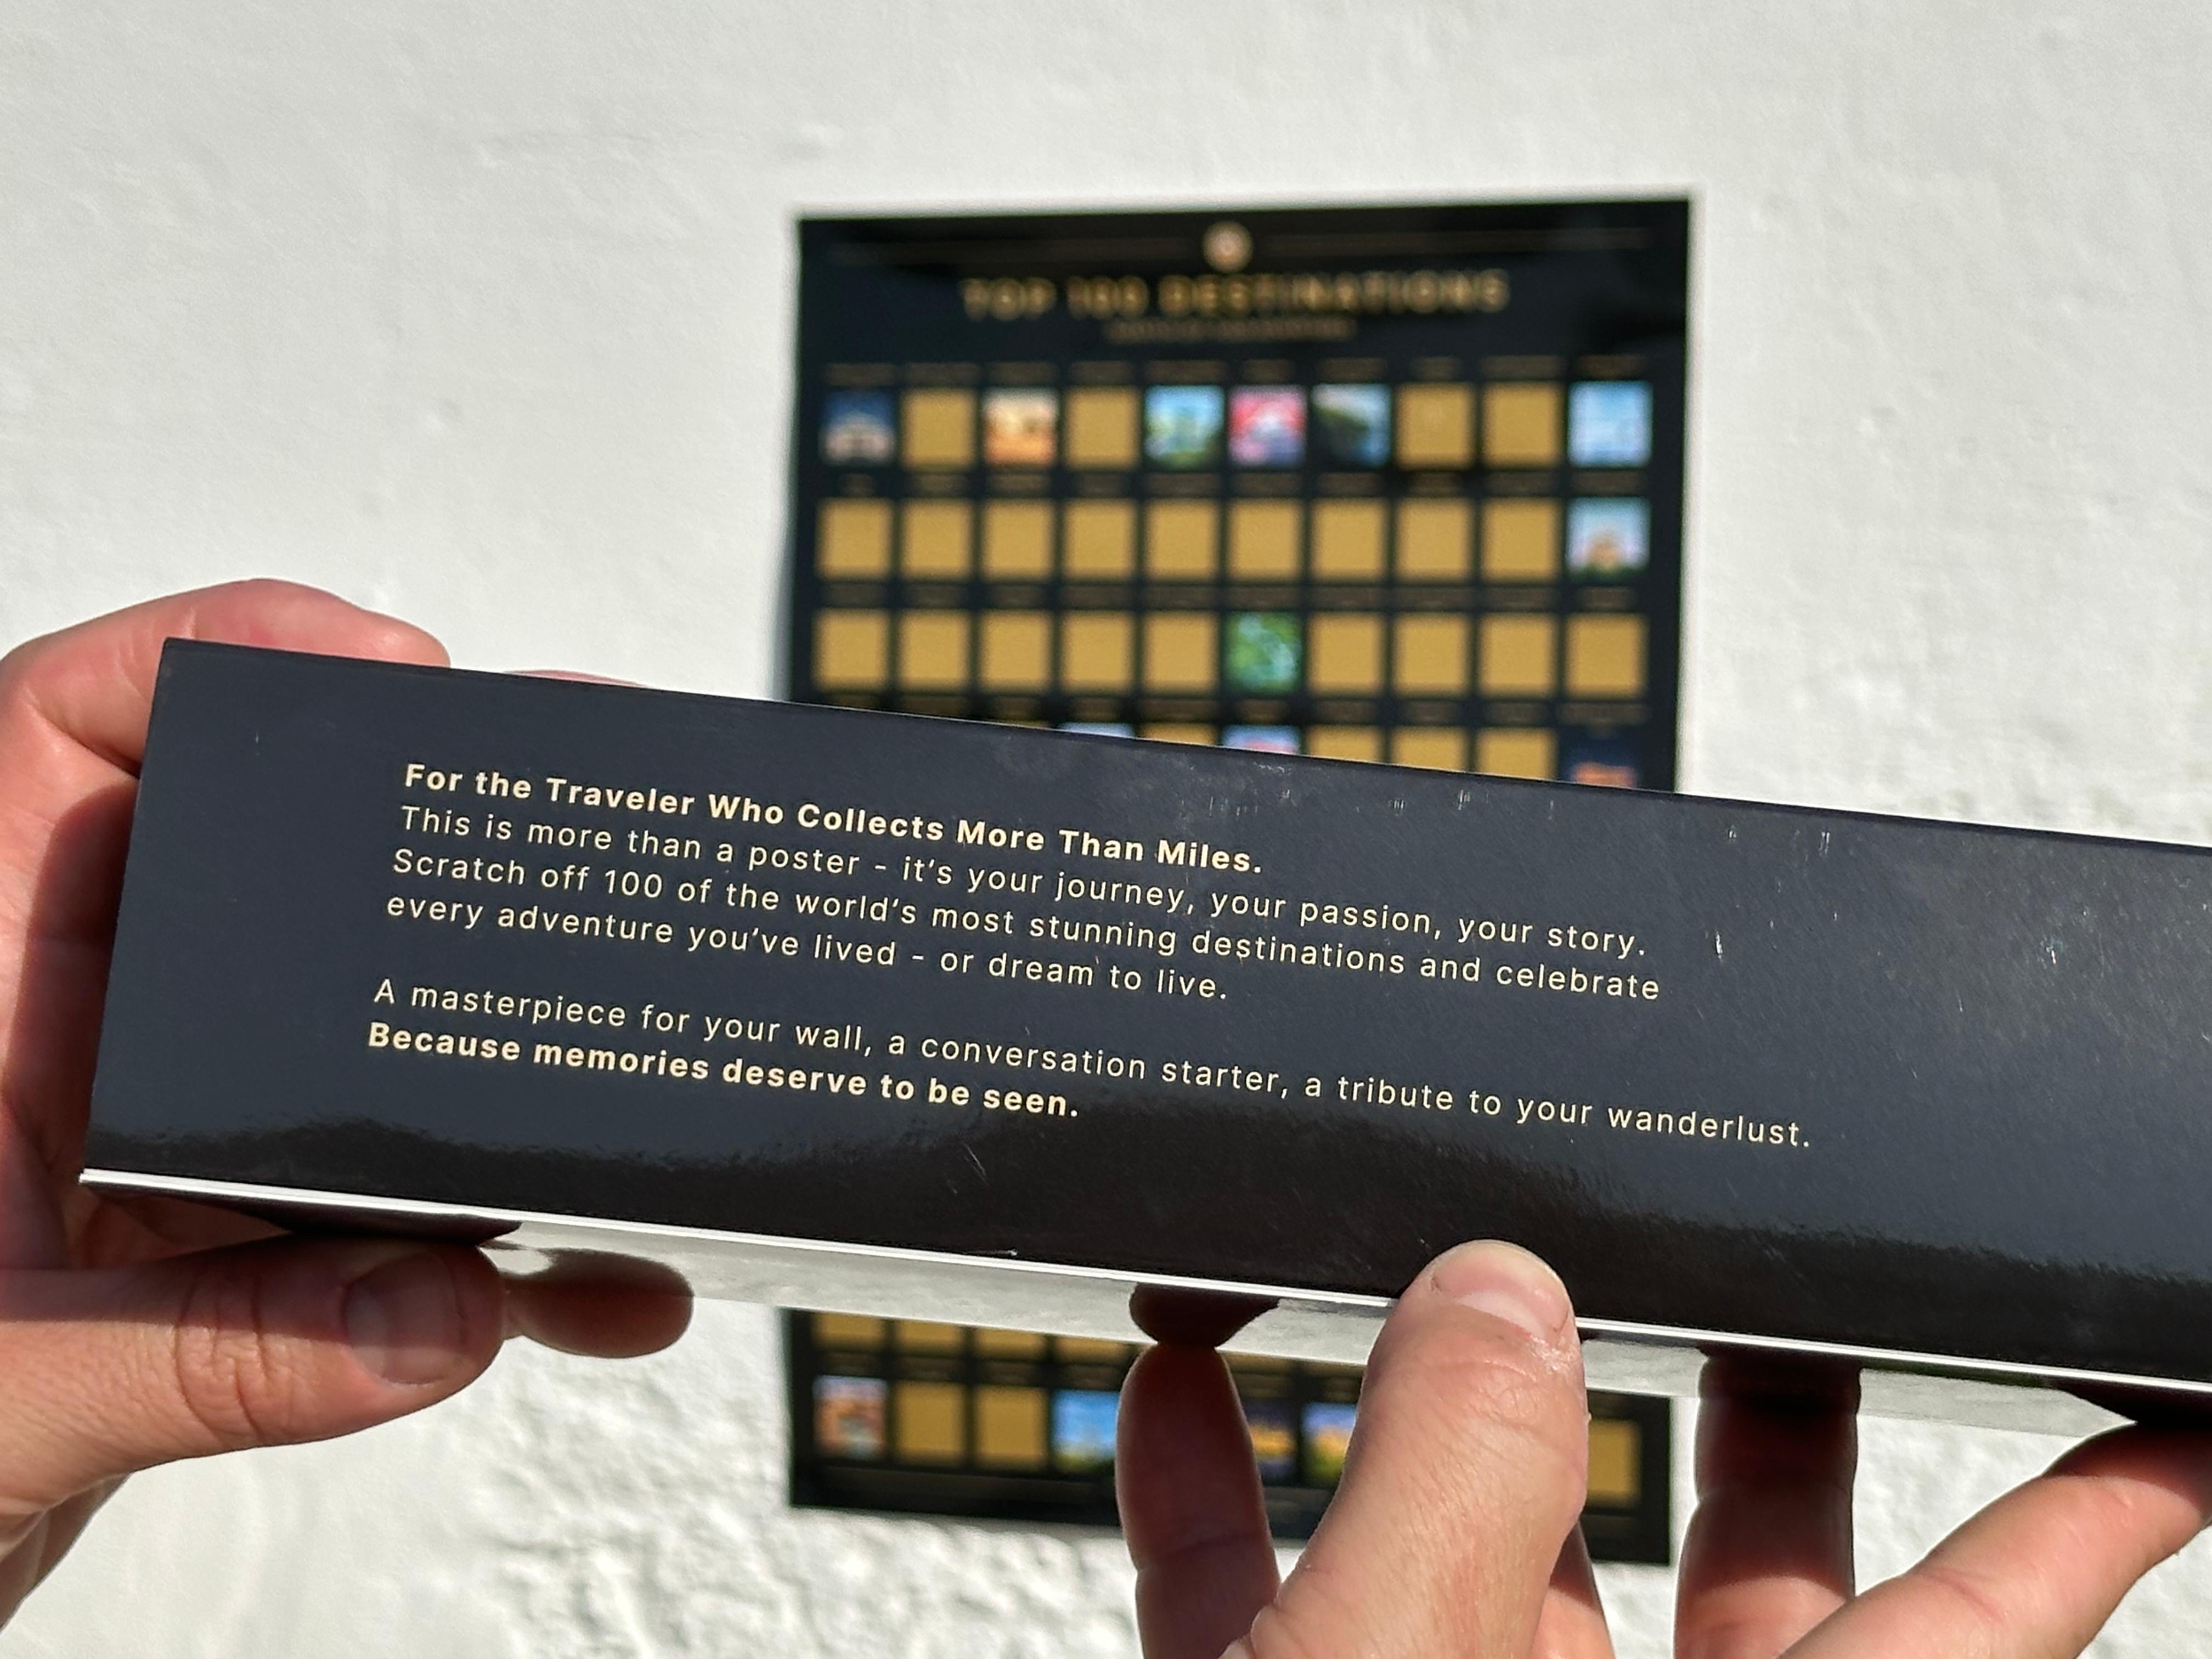 TOP 100 DESTINATIONS
For the Traveler Who Collects More Than Miles.
This is more than a poster - it's your journey, your passion, your story.
Scratch off 100 of the world's most stunning destinations and celebrate
every adventure you've lived - or dream to live.
A masterpiece for your wall, a conversation starter, a tribute to your wanderlust.
Because memories deserve to be seen.